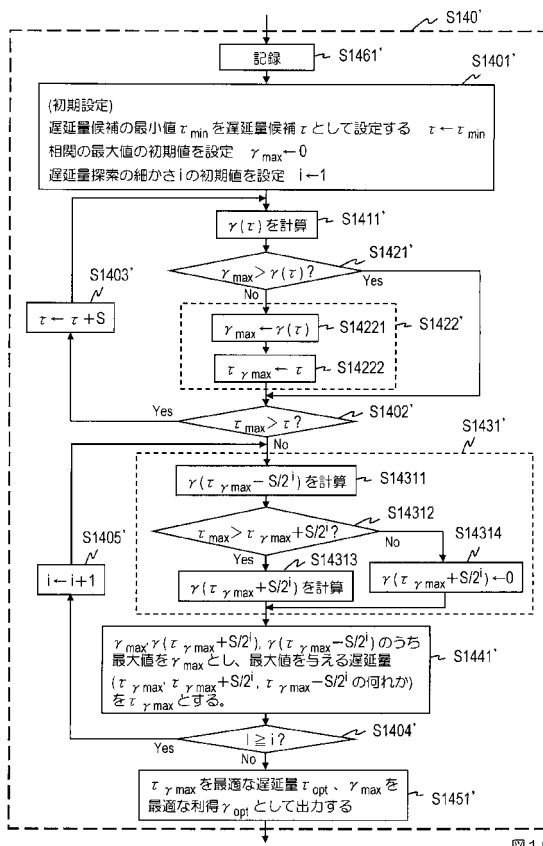 S140'
記録
S1461'
S1401'
(初期設定)
遅延量候補の最小値τminを遅延量候補τとして設定する　τ←τmin
相関の最大値の初期値を設定　γmax←0
遅延量探索の細かさiの初期値を設定　i←1
γ(τ)を計算
S1411'
S1421'
γmax>γ(τ)?
Yes
No
S1403'
τ←τ+S
γmax←γ(τ)
S14221
S1422'
τγmax←τ
S14222
Yes
τmax>τ?
S1402'
No
S1431'
γ(τγmax-S/2^i)を計算
S14311
τmax>τγmax+S/2^i?
S14312
S1405'
i←i+1
No
S14314
Yes
S14313
γ(τγmax+S/2^i)を計算
γ(τγmax+S/2^i)←0
γmax, γ(τγmax+S/2^i), γ(τγmax-S/2^i)のうち
最大値をγmaxとし、最大値を与える遅延量
(τγmax, τγmax+S/2^i, τγmax-S/2^iの何れか)
をτγmaxとする。
S1441'
Yes
I≧i?
S1404'
No
τγmaxを最適な遅延量τopt、γmaxを
最適な利得γoptとして出力する
S1451'